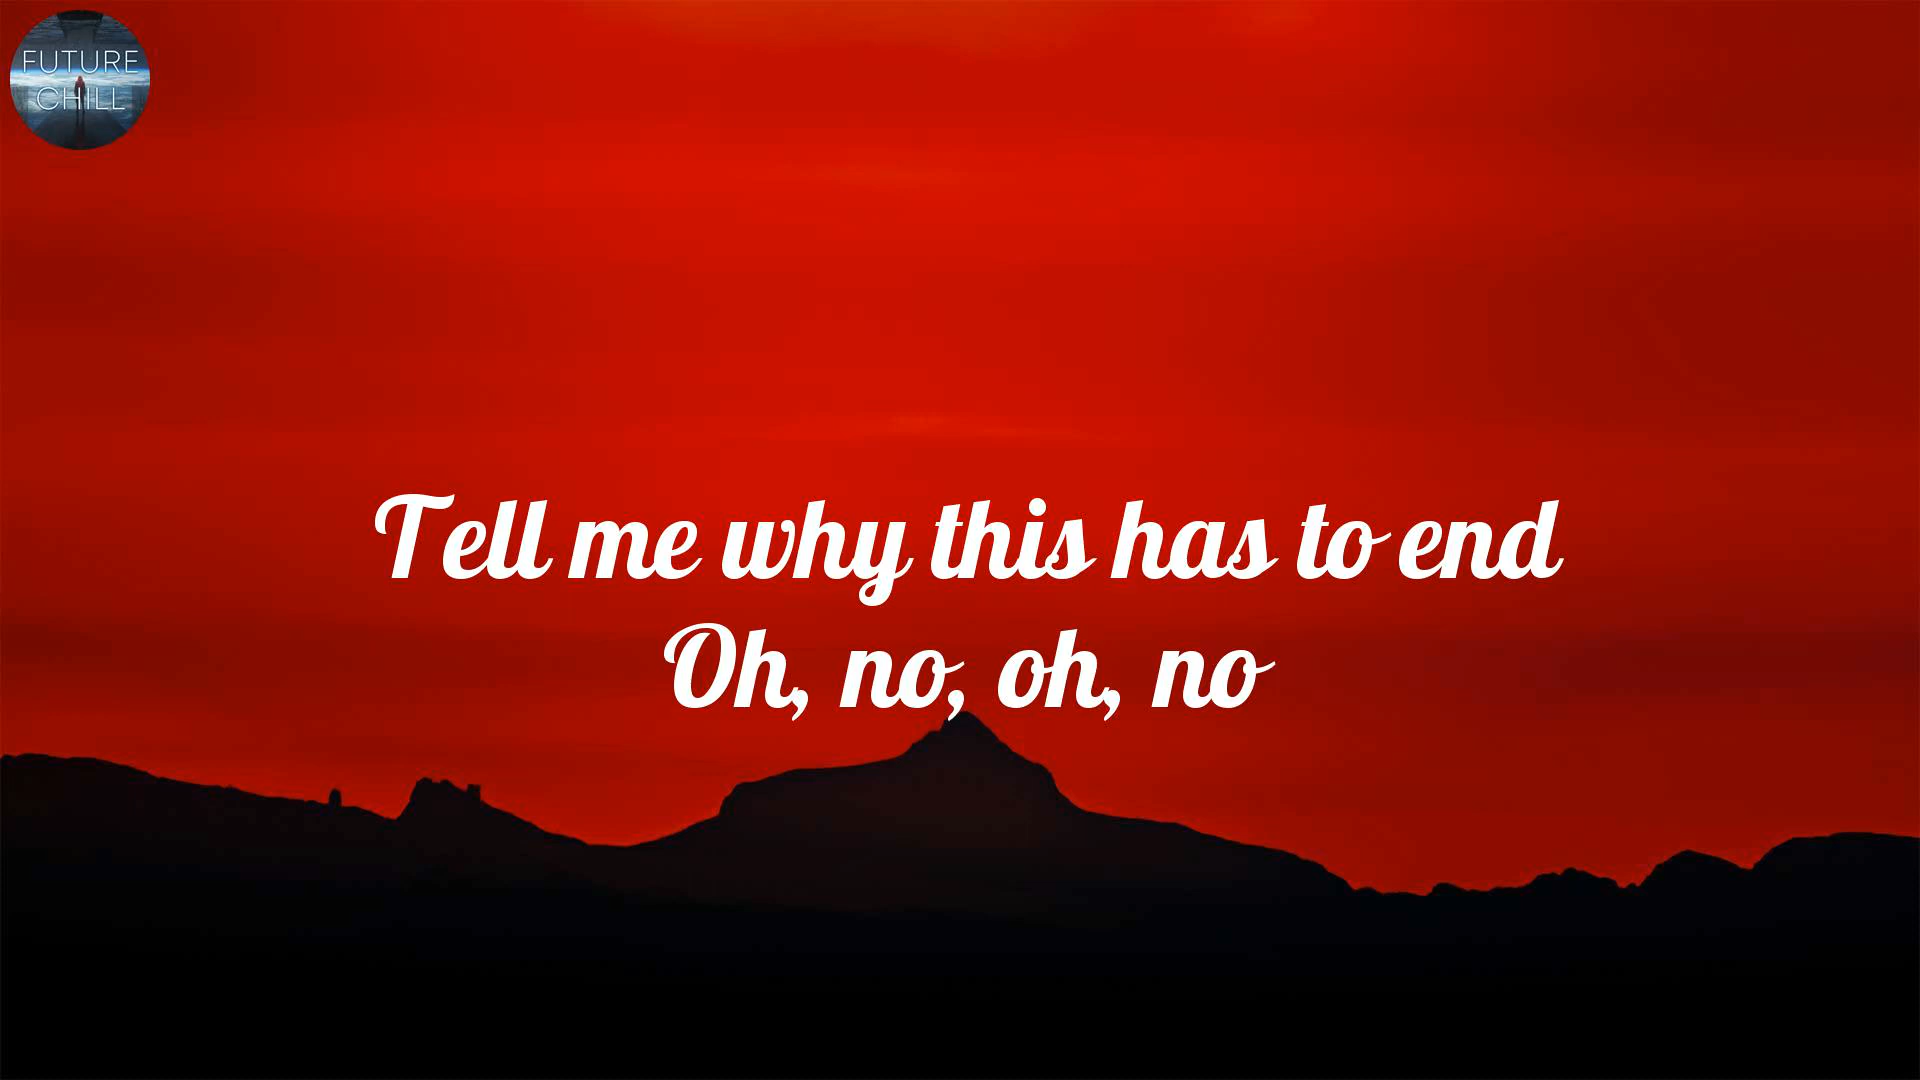 FUTURE
CHILL
Tell me why this has to end
Oh, no, oh, no